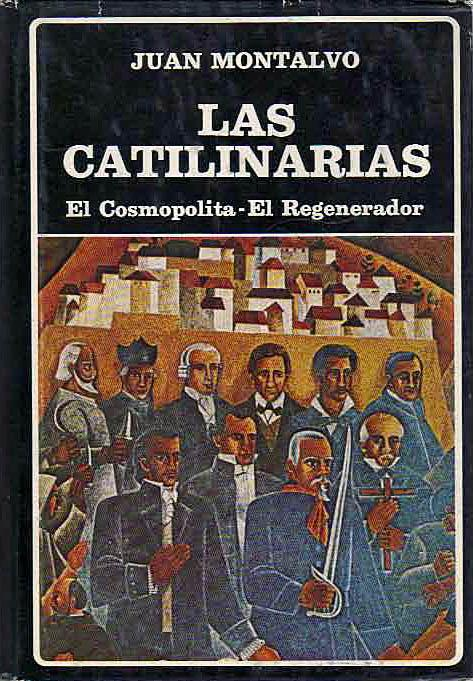 JUAN MONTALVO
LAS
CATILINARIAS
El Cosmopolita-El Regenerador